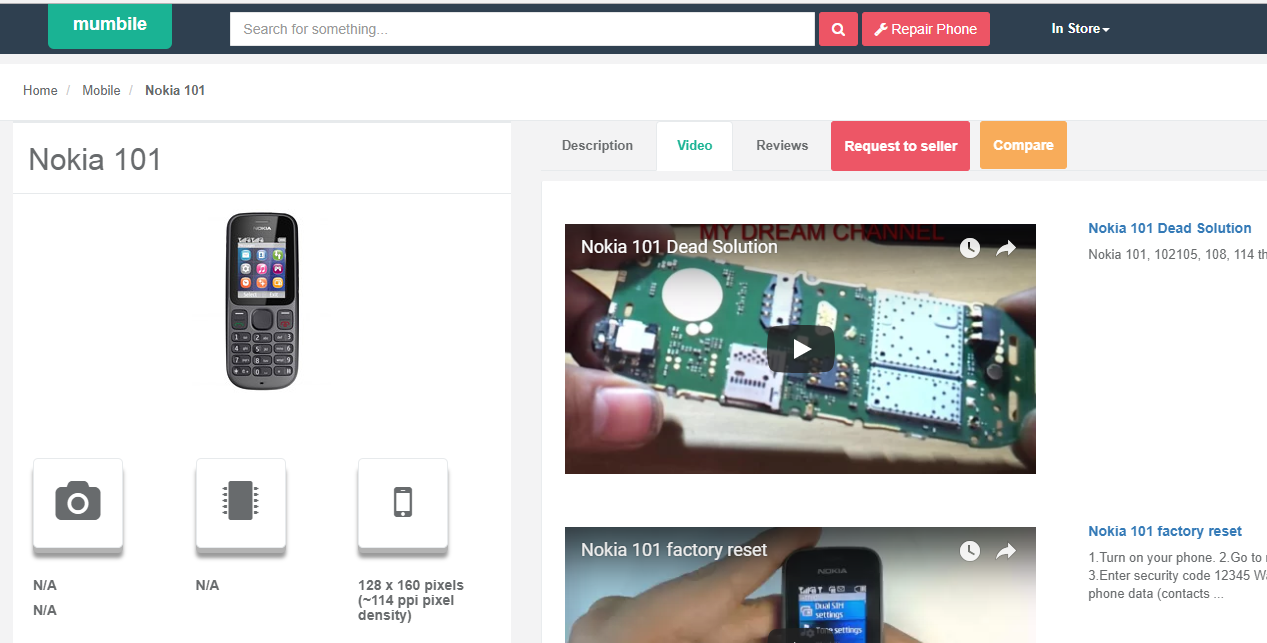 mumbile
Search for something...
Repair Phone
In Store
Home / Mobile / Nokia 101
Nokia 101
Description
Video
Reviews
Request to seller
Compare
NOKIA
N/A
N/A
N/A
128 x 160 pixels
(~114 ppi pixel
density)
MY DREAM CHANNEL
Nokia 101 Dead Solution
Nokia 101 Dead Solution
Nokia 101, 102105, 108, 114 th
Nokia 101 factory reset
NOKIA
Dual SIM
settings
Tone settings
Nokia 101 factory reset
1.Turn on your phone. 2.Go to
3.Enter security code 12345 Wa
phone data (contacts ...